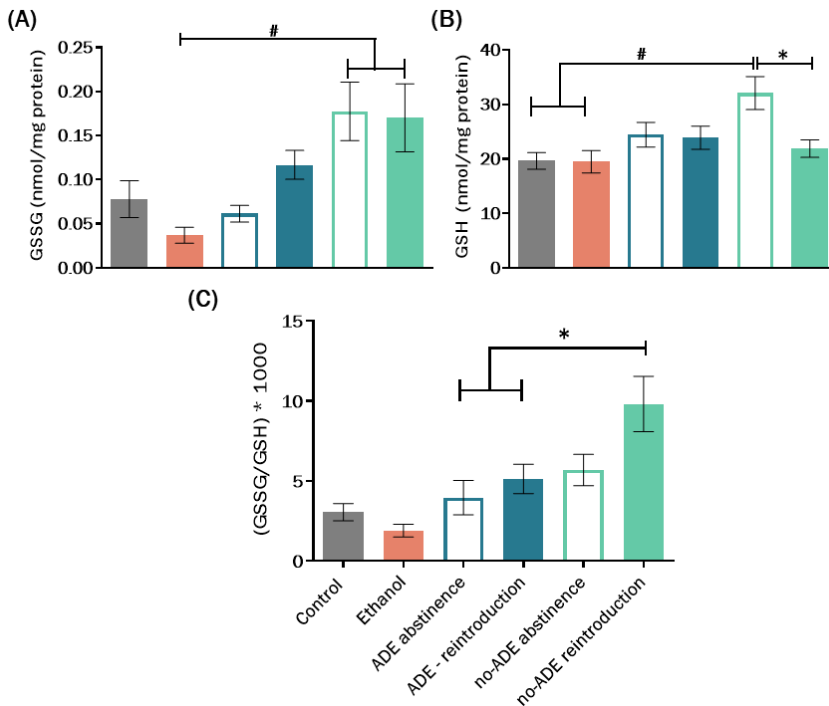 (A)
GSSG (nmol/mg protein)
0.25
0.20
0.15
0.10
0.05
0.00
#
(B)
GSH (nmol/mg protein)
40
30
20
10
0
#
*
(C)
(GSSG/GSH) * 1000
15
10
5
0
*
Control
Ethanol
ADE abstinence
ADE - reintroduction
no-ADE abstinence
no-ADE reintroduction